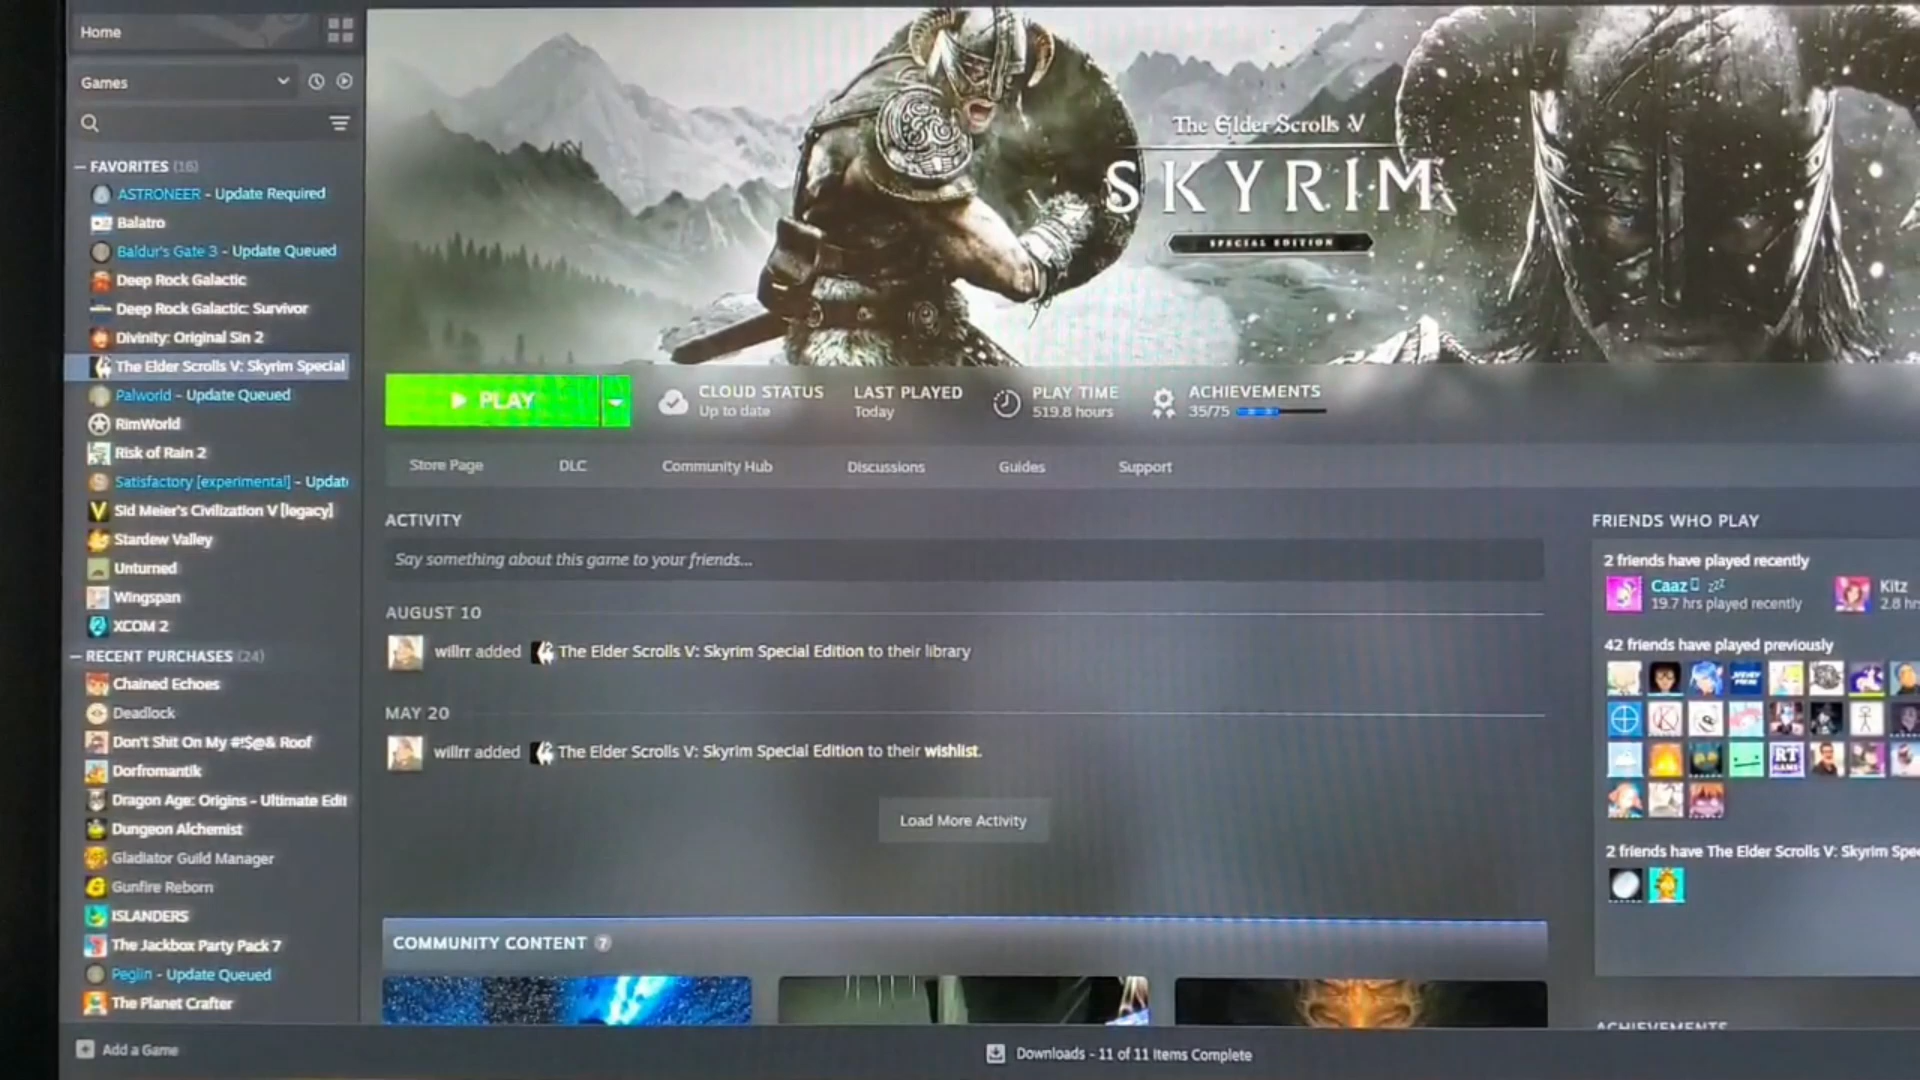 Home
Games
FAVORITES (16)
ASTRONEER - Update Required
Balatro
Baldur's Gate 3 - Update Queued
Deep Rock Galactic
Deep Rock Galactic: Survivor
Divinity: Original Sin 2
The Elder Scrolls V: Skyrim Special
Palworld - Update Queued
RimWorld
Risk of Rain 2
Satisfactory [experimental] - Updat
Sid Meier's Civilization V [legacy]
Stardew Valley
Unturned
Wingspan
XCOM 2
RECENT PURCHASES (24)
Chained Echoes
Deadlock
Don't Shit On My #!$@& Roof
Dorfromantik
Dragon Age: Origins - Ultimate Edit
Dungeon Alchemist
Gladiator Guild Manager
Gunfire Reborn
ISLANDERS
The Jackbox Party Pack 7
Peglin - Update Queued
The Planet Crafter
Add a Game
The Elder Scrolls V
SKYRIM
SPECIAL EDITION
PLAY
CLOUD STATUS
Up to date
LAST PLAYED
Today
PLAY TIME
519.8 hours
ACHIEVEMENTS
35/75
Store Page DLC Community Hub Discussions Guides Support
ACTIVITY
Say something about this game to your friends...
AUGUST 10
willrr added The Elder Scrolls V: Skyrim Special Edition to their library
MAY 20
willrr added The Elder Scrolls V: Skyrim Special Edition to their wishlist.
Load More Activity
COMMUNITY CONTENT 7
FRIENDS WHO PLAY
2 friends have played recently
Caaz zzz
19.7 hrs played recently
Kitz
2.8 hrs
42 friends have played previously
RT
GAME
2 friends have The Elder Scrolls V: Skyrim Spe
ACHIEVEMENTS
Downloads - 11 of 11 Items Complete